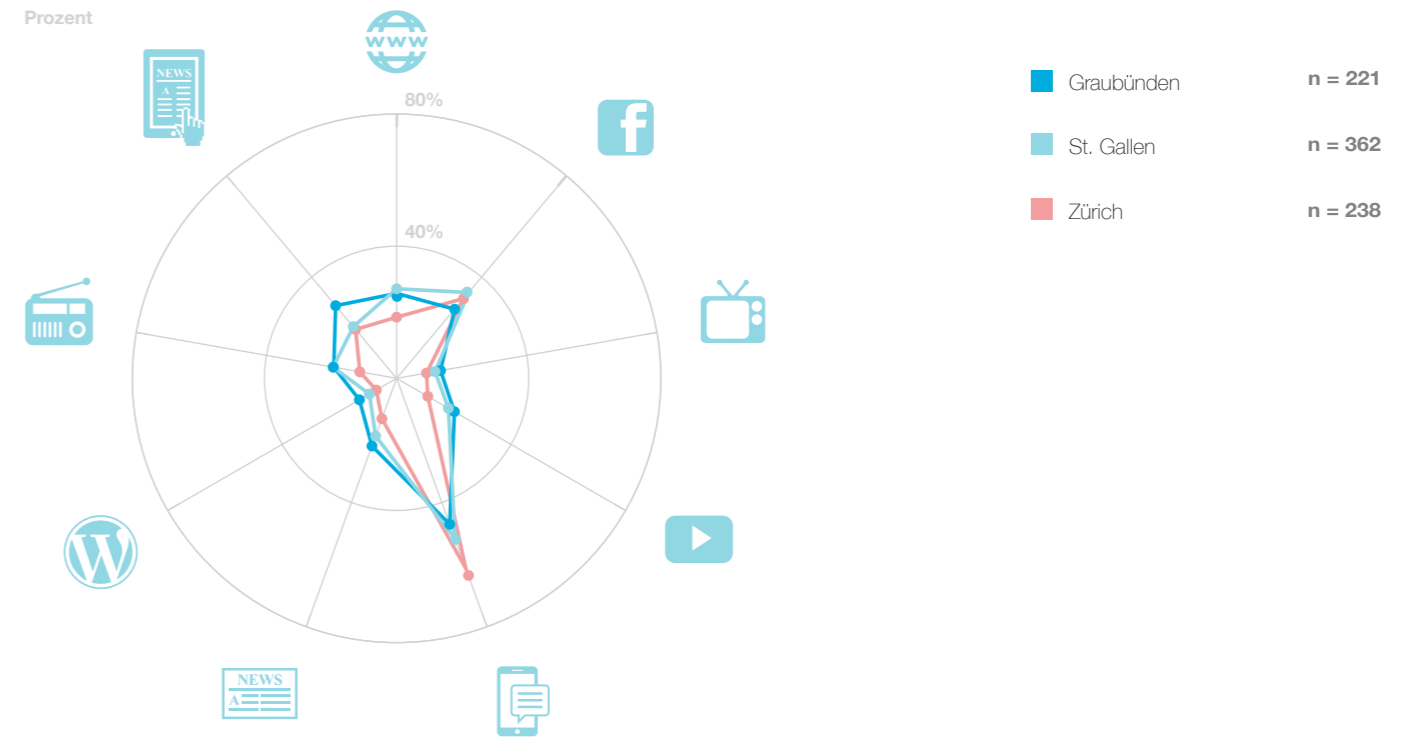 Prozent
www
NEWS
A
80%
f
40%
W
NEWS
A
Graubünden n = 221
St. Gallen n = 362
Zürich n = 238